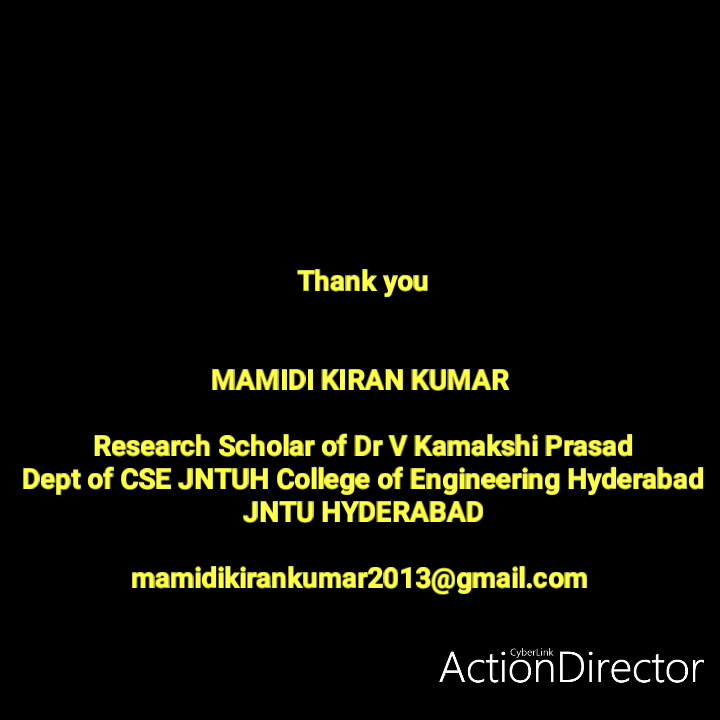 Thank you
MAMIDI KIRAN KUMAR
Research Scholar of Dr V Kamakshi Prasad
Dept of CSE JNTUH College of Engineering Hyderabad
JNTU HYDERABAD
mamidikirankumar2013@gmail.com
CyberLink
ActionDirector